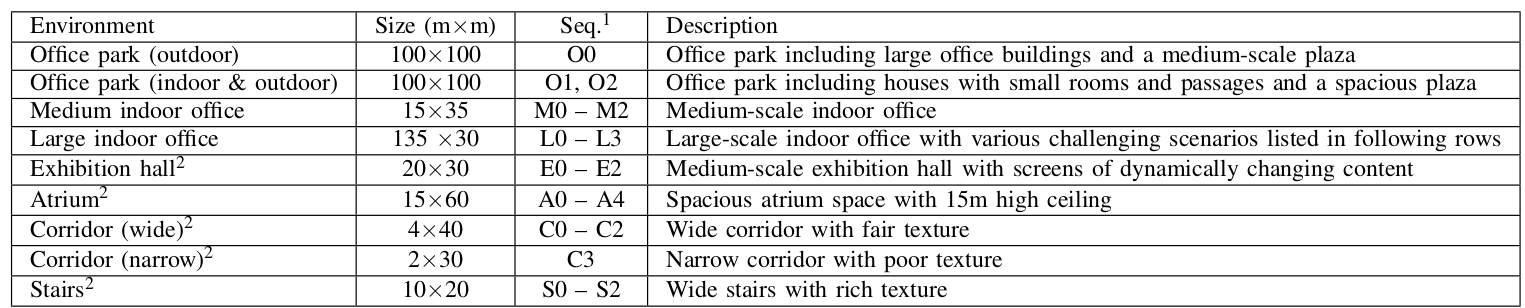 Environment Size (m×m) Seq.1 Description
Office park (outdoor) 100×100 O0 Office park including large office buildings and a medium-scale plaza
Office park (indoor & outdoor) 100×100 O1, O2 Office park including houses with small rooms and passages and a spacious plaza
Medium indoor office 15×35 M0 – M2 Medium-scale indoor office
Large indoor office 135 ×30 L0 – L3 Large-scale indoor office with various challenging scenarios listed in following rows
Exhibition hall2 20×30 E0 – E2 Medium-scale exhibition hall with screens of dynamically changing content
Atrium2 15×60 A0 – A4 Spacious atrium space with 15m high ceiling
Corridor (wide)2 4×40 C0 – C2 Wide corridor with fair texture
Corridor (narrow)2 2×30 C3 Narrow corridor with poor texture
Stairs2 10×20 S0 – S2 Wide stairs with rich texture